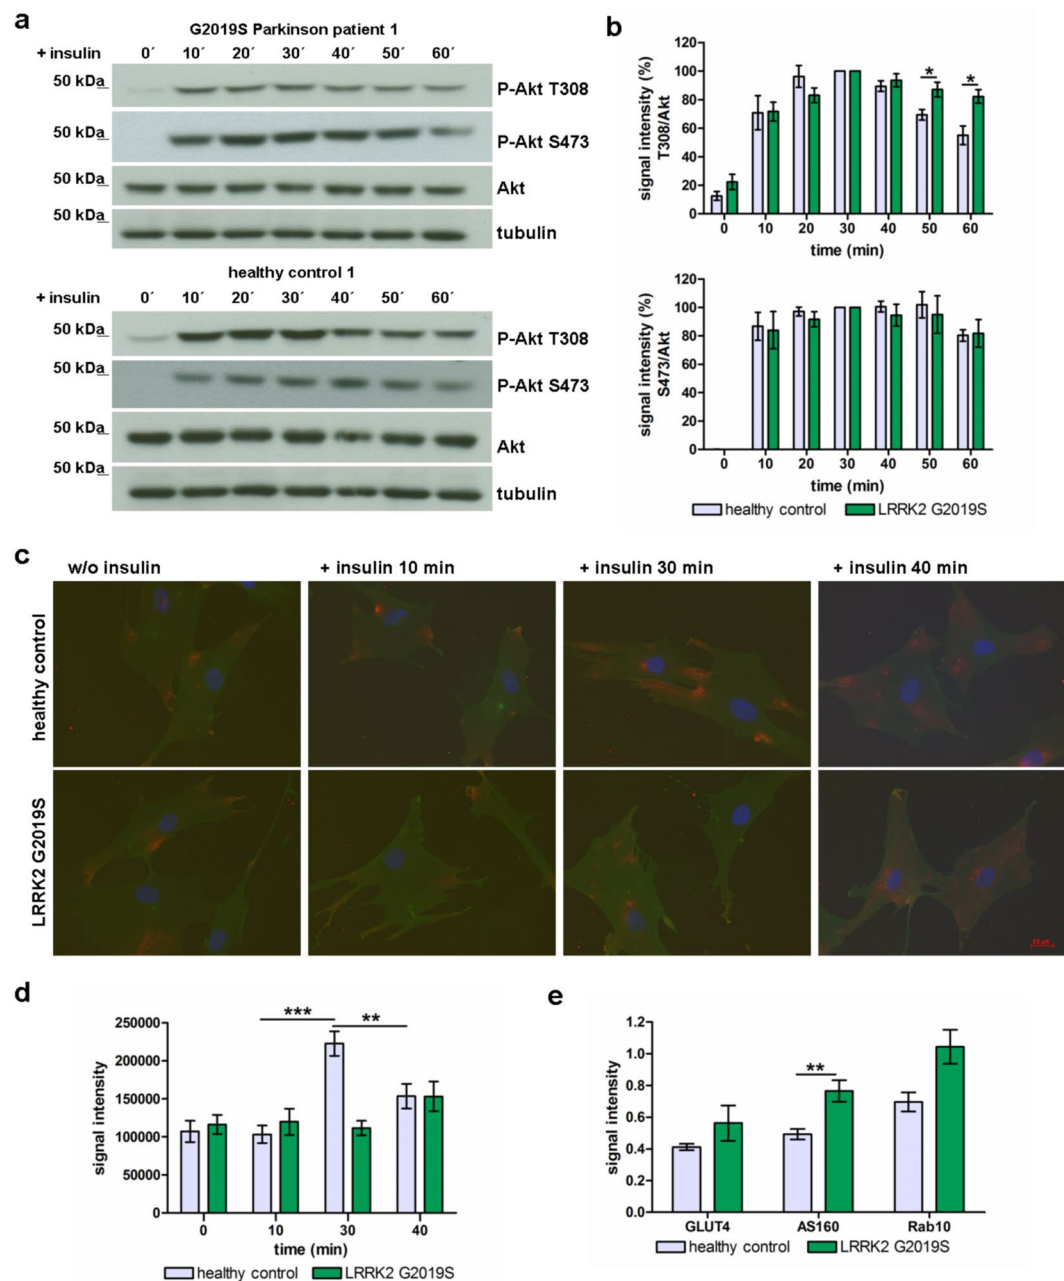 a
G2019S Parkinson patient 1
+ insulin 0´ 10´ 20´ 30´ 40´ 50´ 60´
50 kDa P-Akt T308
50 kDa P-Akt S473
50 kDa Akt
50 kDa tubulin
healthy control 1
+ insulin 0´ 10´ 20´ 30´ 40´ 50´ 60´
50 kDa P-Akt T308
50 kDa P-Akt S473
50 kDa Akt
50 kDa tubulin
b
signal intensity (%)
T308/Akt
120
100
80
60
40
20
0
* *
0 10 20 30 40 50 60
time (min)
signal intensity (%)
S473/Akt
120
100
80
60
40
20
0
0 10 20 30 40 50 60
time (min)
healthy control LRRK2 G2019S
c
w/o insulin + insulin 10 min + insulin 30 min + insulin 40 min
healthy control
LRRK2 G2019S
d
signal intensity
250000
200000
150000
100000
50000
0
*** **
0 10 30 40
time (min)
healthy control LRRK2 G2019S
e
signal intensity
1.2
1.0
0.8
0.6
0.4
0.2
0.0
**
GLUT4 AS160 Rab10
healthy control LRRK2 G2019S